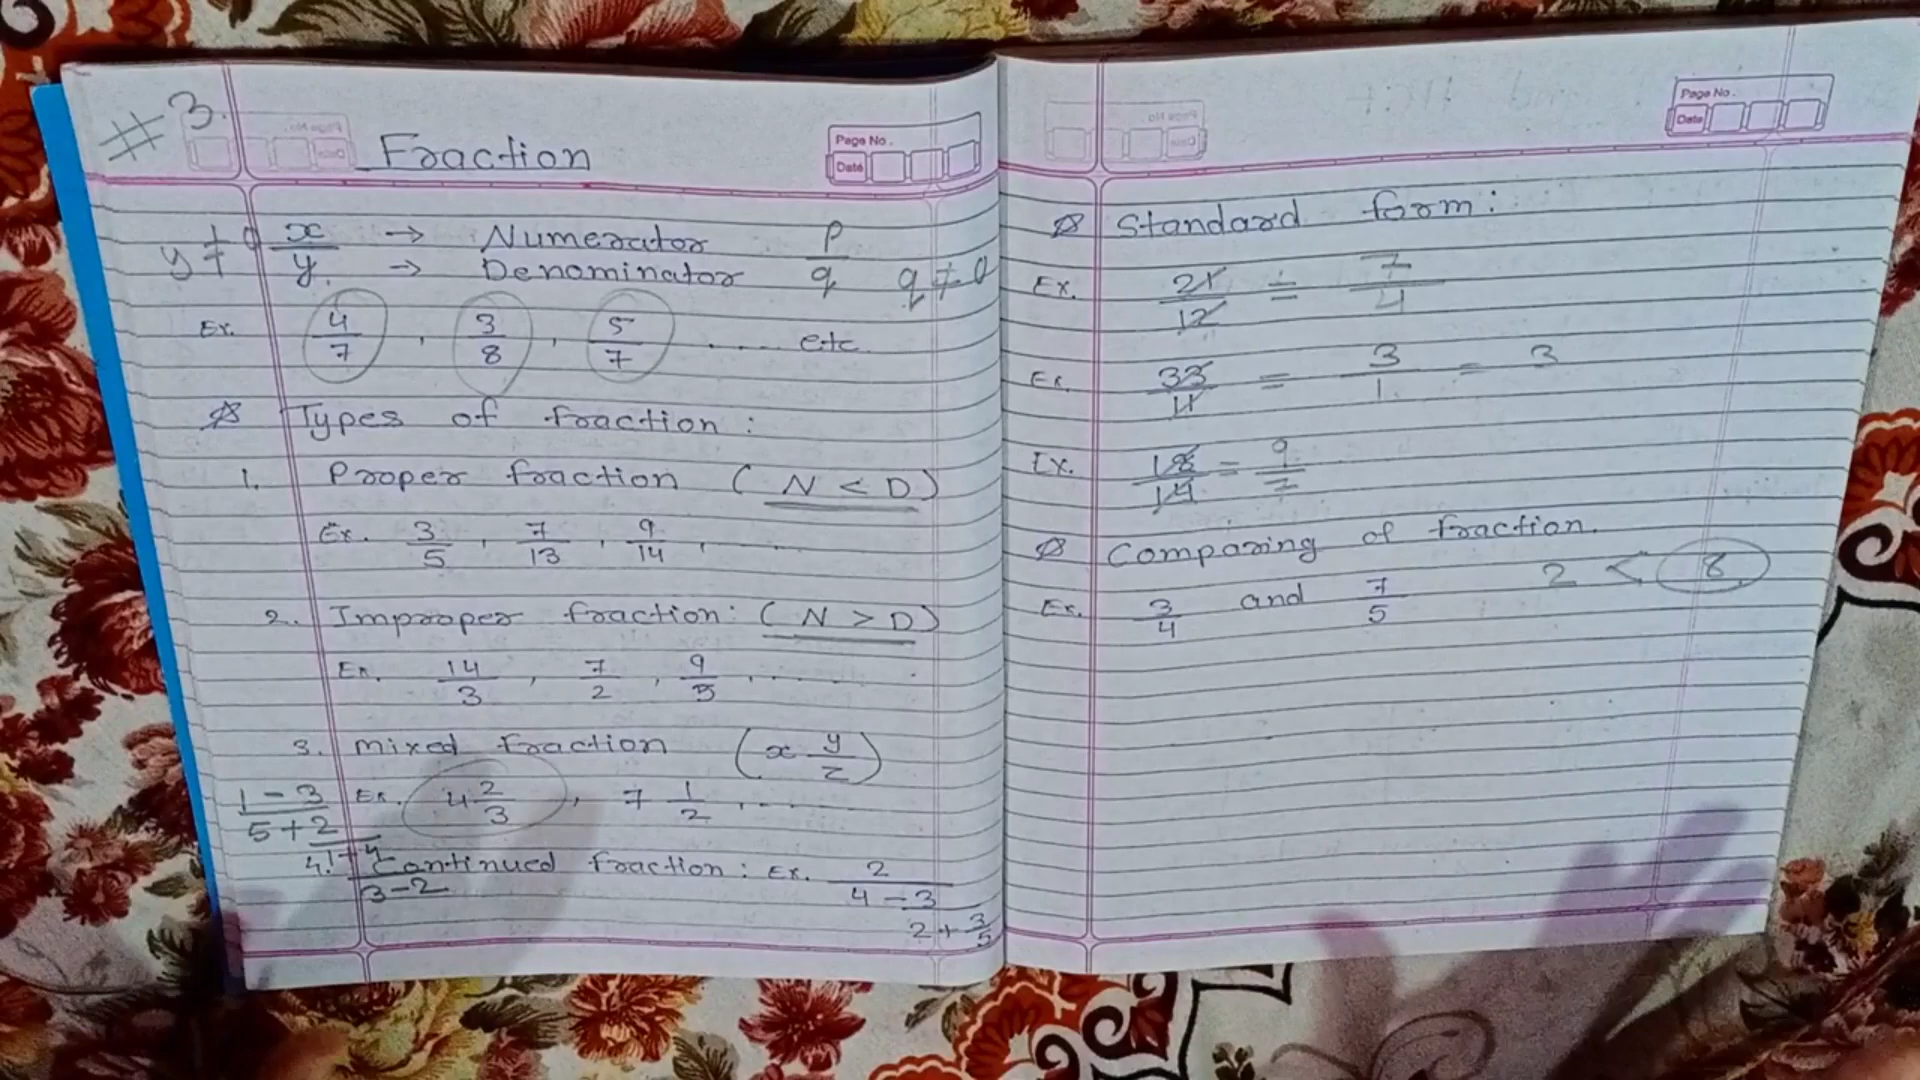 #3.
Fraction
Page No.
Date
y ≠ 0 x/y → Numerator p/q q ≠ 0
→ Denominator
Ex. 4/7 , 3/8 , 5/7 ..... etc.
Types of fraction :
1. Proper fraction ( N < D )
Ex. 3/5 , 7/13 , 9/14 , .....
2. Improper fraction : ( N > D )
Ex. 14/3 , 7/2 , 9/5 , ......
3. mixed fraction (x y/z)
Ex. 4 2/3 , 7 1/2 , .....
1 - 3
5 + 2
1 + 4
3 - 2
4. Continued fraction : Ex. 2
4 - 3
2 + 3/5
Page No.
Date
Standard form :
Ex. 21/12 = 7/4
Ex. 33/11 = 3/1 = 3
Ex. 18/14 = 9/7
Comparing of fraction.
2 < 8
Ex. 3/4 and 7/5